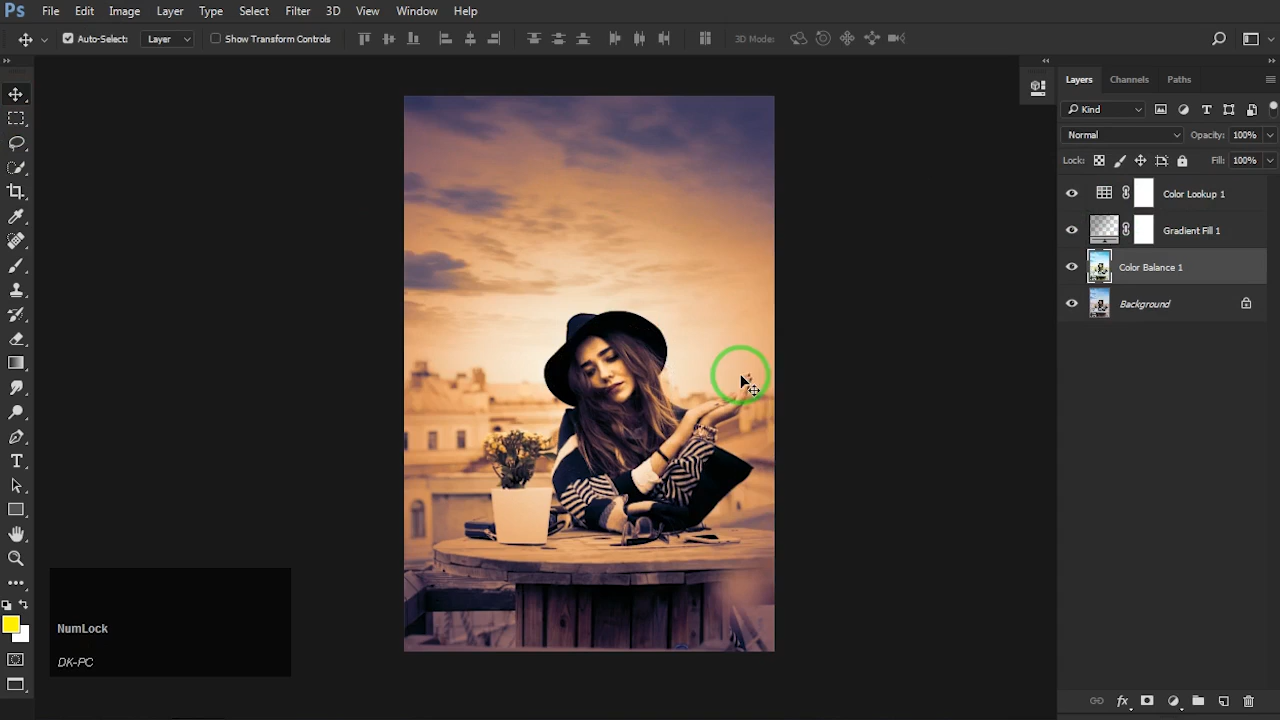 Ps File Edit Image Layer Type Select Filter 3D View Window Help
Auto-Select: Layer Show Transform Controls 3D Mode:
Layers Channels Paths
Kind
Normal Opacity: 100%
Lock: Fill: 100%
Color Lookup 1
Gradient Fill 1
Color Balance 1
Background
NumLock
DK-PC